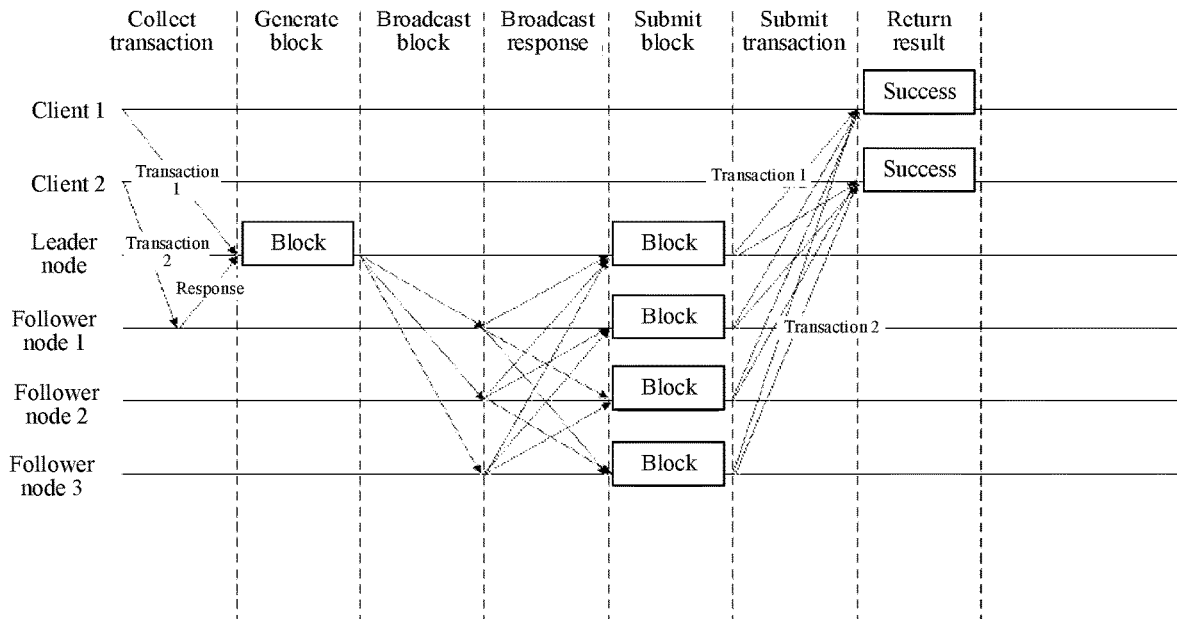 Collect
transaction
Generate
block
Broadcast
block
Broadcast
response
Submit
block
Submit
transaction
Return
result
Client 1
Success
Client 2
Transaction
1
Transaction 1
Success
Leader
node
Transaction
2
Block
Block
Response
Follower
node 1
Block
Transaction 2
Follower
node 2
Block
Follower
node 3
Block